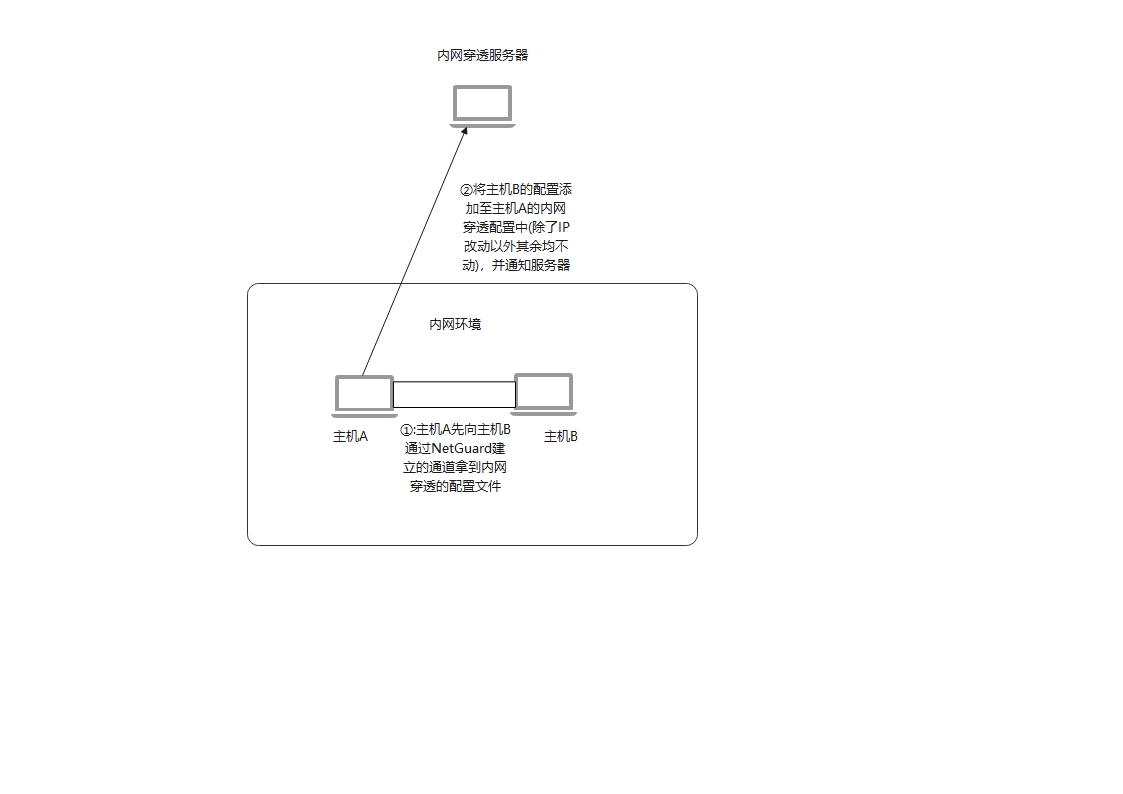 内网穿透服务器
②将主机B的配置添
加至主机A的内网
穿透配置中(除了IP
改动以外其余均不
动)，并通知服务器
内网环境
主机A
①:主机A先向主机B
通过NetGuard建
立的通道拿到内网
穿透的配置文件
主机B